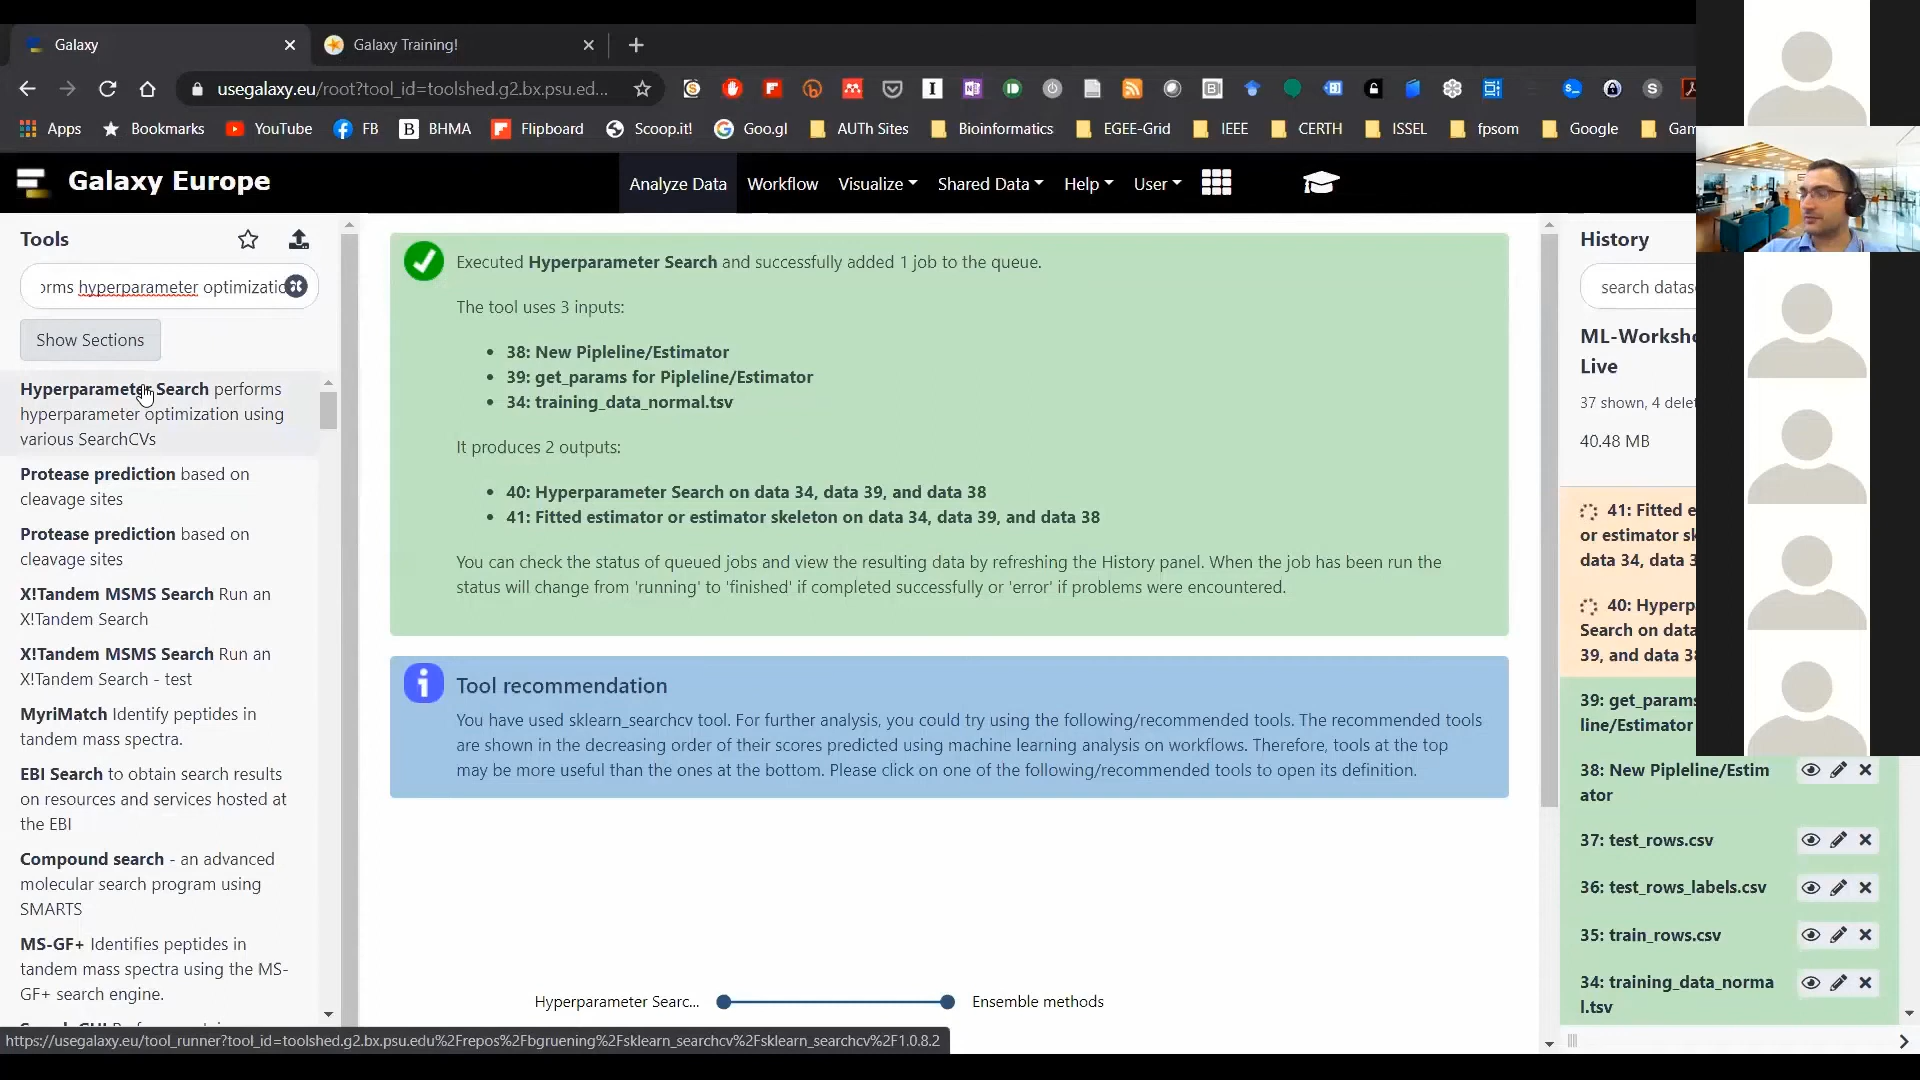 Galaxy
Galaxy Training!
usegalaxy.eu/root?tool_id=toolshed.g2.bx.psu.ed...
Apps
Bookmarks
YouTube
FB
BHMA
Flipboard
Scoop.it!
Goo.gl
AUTh Sites
Bioinformatics
EGEE-Grid
IEEE
CERTH
ISSEL
fpsom
Google
Gam
Galaxy Europe
Analyze Data
Workflow
Visualize
Shared Data
Help
User
Tools
orms hyperparameter optimizatio
Show Sections
Hyperparameter Search performs
hyperparameter optimization using
various SearchCVs
Protease prediction based on
cleavage sites
Protease prediction based on
cleavage sites
X!Tandem MSMS Search Run an
X!Tandem Search
X!Tandem MSMS Search Run an
X!Tandem Search - test
MyriMatch Identify peptides in
tandem mass spectra.
EBI Search to obtain search results
on resources and services hosted at
the EBI
Compound search - an advanced
molecular search program using
SMARTS
MS-GF+ Identifies peptides in
tandem mass spectra using the MS-
GF+ search engine.
Executed Hyperparameter Search and successfully added 1 job to the queue.
The tool uses 3 inputs:
38: New Pipleline/Estimator
39: get_params for Pipleline/Estimator
34: training_data_normal.tsv
It produces 2 outputs:
40: Hyperparameter Search on data 34, data 39, and data 38
41: Fitted estimator or estimator skeleton on data 34, data 39, and data 38
You can check the status of queued jobs and view the resulting data by refreshing the History panel. When the job has been run the
status will change from 'running' to 'finished' if completed successfully or 'error' if problems were encountered.
Tool recommendation
You have used sklearn_searchcv tool. For further analysis, you could try using the following/recommended tools. The recommended tools
are shown in the decreasing order of their scores predicted using machine learning analysis on workflows. Therefore, tools at the top
may be more useful than the ones at the bottom. Please click on one of the following/recommended tools to open its definition.
Hyperparameter Searc...
Ensemble methods
History
search datas
ML-Worksho
Live
37 shown, 4 delet
40.48 MB
41: Fitted e
or estimator sk
data 34, data 3
40: Hyperp
Search on data
39, and data 38
39: get_params
line/Estimator
38: New Pipleline/Estim
ator
37: test_rows.csv
36: test_rows_labels.csv
35: train_rows.csv
34: training_data_norma
l.tsv
https://usegalaxy.eu/tool_runner?tool_id=toolshed.g2.bx.psu.edu%2Frepos%2Fbgruening%2Fsklearn_searchcv%2Fsklearn_searchcv%2F1.0.8.2